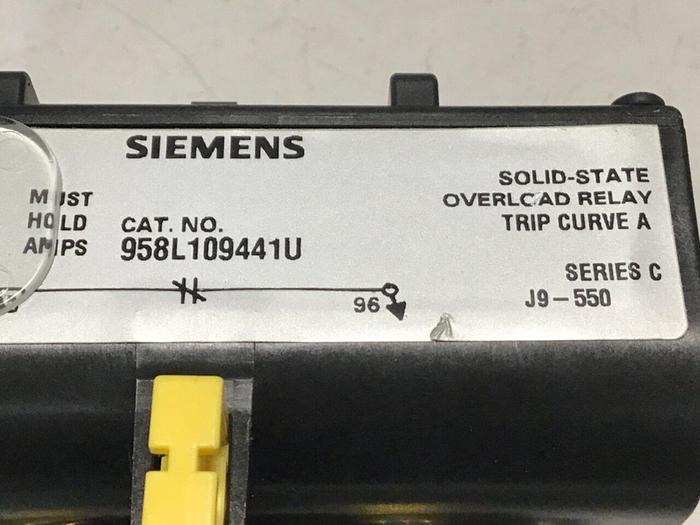 SIEMENS
MUST
HOLD
AMPS
CAT. NO.
958L109441U
SOLID-STATE
OVERLOAD RELAY
TRIP CURVE A
SERIES C
J9-550
96